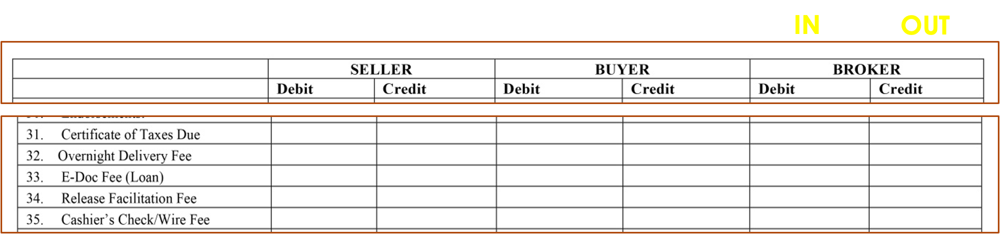 IN OUT
SELLER BUYER BROKER
Debit Credit Debit Credit Debit Credit
31. Certificate of Taxes Due
32. Overnight Delivery Fee
33. E-Doc Fee (Loan)
34. Release Facilitation Fee
35. Cashier’s Check/Wire Fee